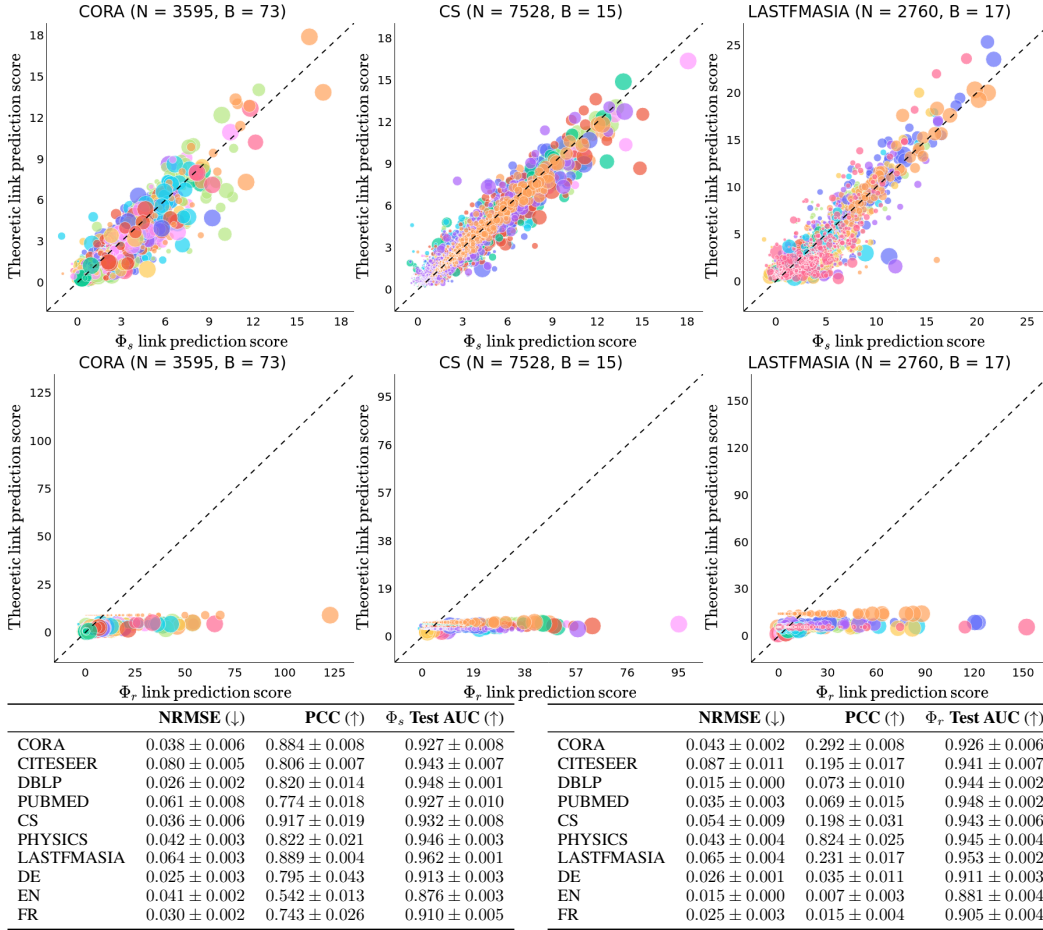 CORA (N = 3595, B = 73)
CS (N = 7528, B = 15)
LASTFMASIA (N = 2760, B = 17)
Theoretic link prediction score
18
15
12
9
6
3
0
0 3 6 9 12 15 18
Φs link prediction score
Theoretic link prediction score
18
15
12
9
6
3
0
0 3 6 9 12 15 18
Φs link prediction score
Theoretic link prediction score
25
20
15
10
5
0
0 5 10 15 20 25
Φs link prediction score
CORA (N = 3595, B = 73)
CS (N = 7528, B = 15)
LASTFMASIA (N = 2760, B = 17)
Theoretic link prediction score
125
100
75
50
25
0
0 25 50 75 100 125
Φr link prediction score
Theoretic link prediction score
95
76
57
38
19
0
0 19 38 57 76 95
Φr link prediction score
Theoretic link prediction score
150
120
90
60
30
0
0 30 60 90 120 150
Φr link prediction score
NRMSE (↓) PCC (↑) Φs Test AUC (↑)
CORA 0.038 ± 0.006 0.884 ± 0.008 0.927 ± 0.008
CITESEER 0.080 ± 0.005 0.806 ± 0.007 0.943 ± 0.007
DBLP 0.026 ± 0.002 0.820 ± 0.014 0.948 ± 0.001
PUBMED 0.061 ± 0.008 0.774 ± 0.018 0.927 ± 0.010
CS 0.036 ± 0.006 0.917 ± 0.019 0.932 ± 0.008
PHYSICS 0.042 ± 0.003 0.822 ± 0.021 0.946 ± 0.003
LASTFMASIA 0.064 ± 0.003 0.889 ± 0.004 0.962 ± 0.001
DE 0.025 ± 0.003 0.795 ± 0.043 0.913 ± 0.003
EN 0.041 ± 0.002 0.542 ± 0.013 0.876 ± 0.003
FR 0.030 ± 0.002 0.743 ± 0.026 0.910 ± 0.005
NRMSE (↓) PCC (↑) Φr Test AUC (↑)
CORA 0.043 ± 0.002 0.292 ± 0.008 0.926 ± 0.006
CITESEER 0.087 ± 0.011 0.195 ± 0.017 0.941 ± 0.007
DBLP 0.015 ± 0.000 0.073 ± 0.010 0.944 ± 0.002
PUBMED 0.035 ± 0.003 0.069 ± 0.015 0.948 ± 0.002
CS 0.054 ± 0.009 0.198 ± 0.031 0.943 ± 0.006
PHYSICS 0.043 ± 0.004 0.824 ± 0.025 0.945 ± 0.004
LASTFMASIA 0.065 ± 0.004 0.231 ± 0.017 0.953 ± 0.002
DE 0.026 ± 0.001 0.035 ± 0.011 0.911 ± 0.003
EN 0.015 ± 0.000 0.007 ± 0.003 0.881 ± 0.004
FR 0.025 ± 0.003 0.015 ± 0.004 0.905 ± 0.004